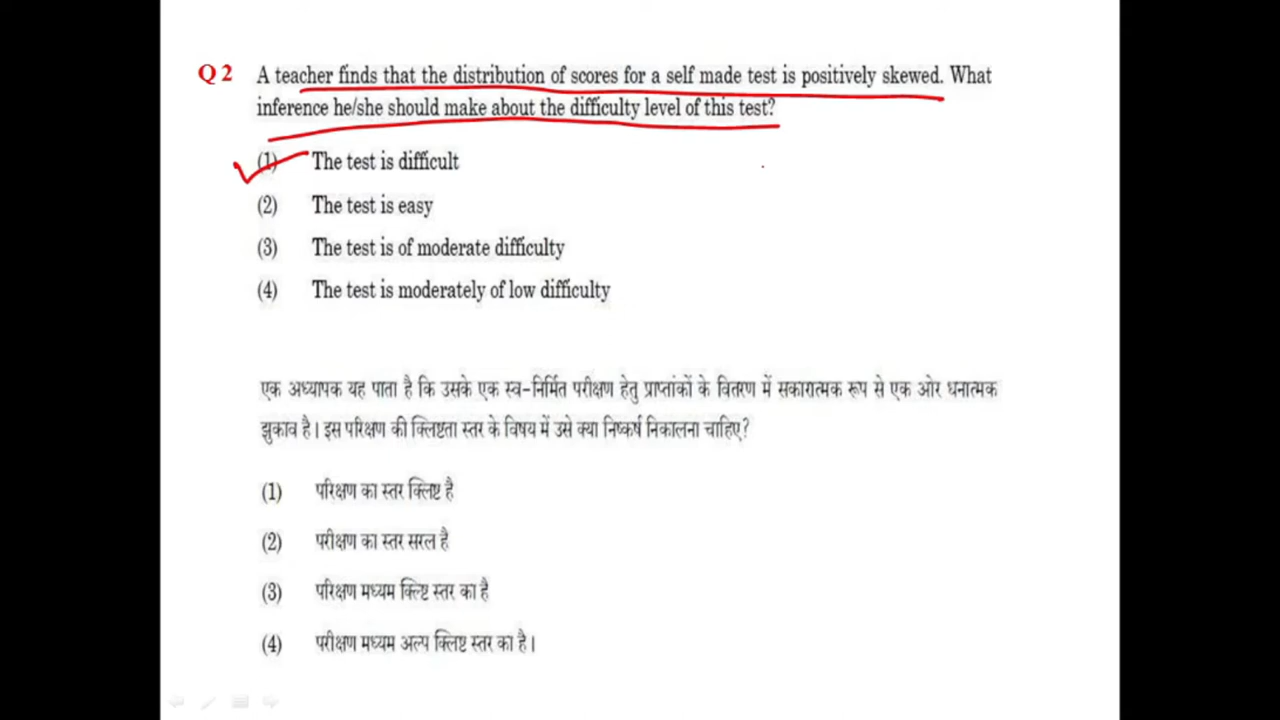 Q 2 A teacher finds that the distribution of scores for a self made test is positively skewed. What
inference he/she should make about the difficulty level of this test?
(1) The test is difficult
(2) The test is easy
(3) The test is of moderate difficulty
(4) The test is moderately of low difficulty
एक अध्यापक यह पाता है कि उसके एक स्व-निर्मित परीक्षण हेतु प्राप्तांकों के वितरण में सकारात्मक रूप से एक ओर धनात्मक
झुकाव है। इस परिक्षण की क्लिष्टता स्तर के विषय में उसे क्या निष्कर्ष निकालना चाहिए?
(1) परिक्षण का स्तर क्लिष्ट है
(2) परीक्षण का स्तर सरल है
(3) परिक्षण मध्यम क्लिष्टि स्तर का है
(4) परीक्षण मध्यम अल्प क्लिष्ट स्तर का है।